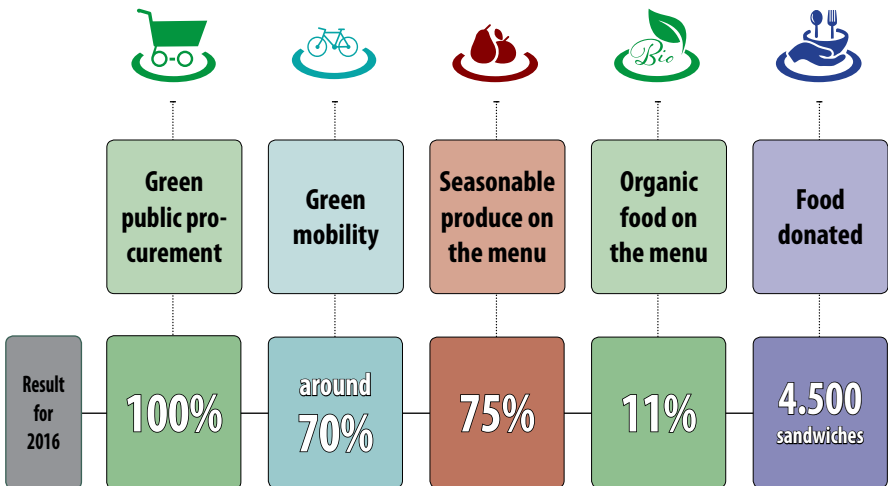 Bio
Green
public pro-
curement
Green
mobility
Seasonable
produce on
the menu
Organic
food on
the menu
Food
donated
Result
for
2016
100%
around
70%
75%
11%
4.500
sandwiches